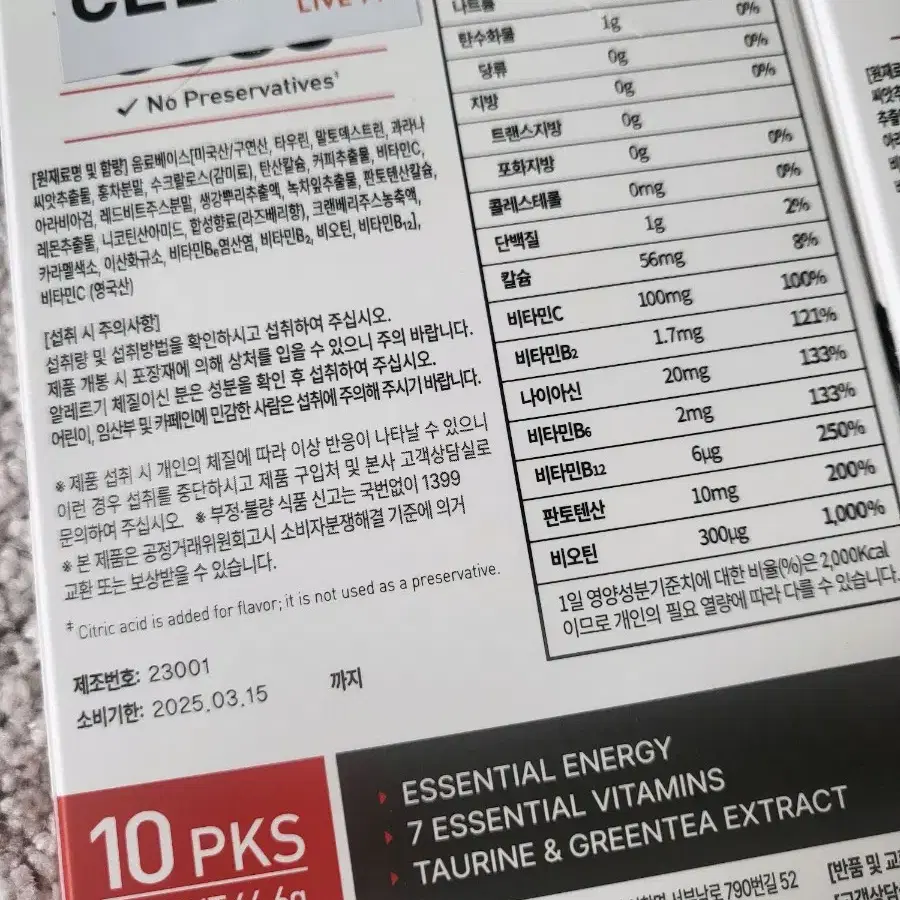 LIVE
✓ No Preservatives‡
[원재료명 및 함량] 음료베이스[미국산/구연산, 타우린, 말토덱스트린, 과라나
씨앗추출물, 홍차분말, 수크랄로스(감미료), 탄산칼슘, 커피추출물, 비타민C,
아라비아검, 레드비트주스분말, 생강뿌리추출액, 녹차잎추출물, 판토텐산칼슘,
레몬추출물, 니코틴산아미드, 합성향료(라즈베리향), 크랜베리주스농축액,
카라멜색소, 이산화규소, 비타민B₆염산염, 비타민B₂, 비오틴, 비타민B₁₂],
비타민C (영국산)
[섭취 시 주의사항]
섭취량 및 섭취방법을 확인하시고 섭취하여 주십시오.
제품 개봉 시 포장재에 의해 상처를 입을 수 있으니 주의 바랍니다.
알레르기 체질이신 분은 성분을 확인 후 섭취하여 주십시오.
어린이, 임산부 및 카페인에 민감한 사람은 섭취에 주의해 주시기 바랍니다.
※ 제품 섭취 시 개인의 체질에 따라 이상 반응이 나타날 수 있으니
이런 경우 섭취를 중단하시고 제품 구입처 및 본사 고객상담실로
문의하여 주십시오. ※ 부정·불량 식품 신고는 국번없이 1399
※ 본 제품은 공정거래위원회고시 소비자분쟁해결 기준에 의거
교환 또는 보상받을 수 있습니다.
‡ Citric acid is added for flavor; it is not used as a preservative.
제조번호: 23001
소비기한: 2025.03.15 까지
나트륨 0%
탄수화물 1g 0%
당류 0g 0%
지방 0g 0%
트랜스지방 0g
포화지방 0g 0%
콜레스테롤 0mg 0%
단백질 1g 2%
칼슘 56mg 8%
비타민C 100mg 100%
비타민B₂ 1.7mg 121%
나이아신 20mg 133%
비타민B₆ 2mg 133%
비타민B₁₂ 6µg 250%
판토텐산 10mg 200%
비오틴 300µg 1,000%
1일 영양성분기준치에 대한 비율(%)은 2,000Kcal
이므로 개인의 필요 열량에 따라 다를 수 있습니다.
10 PKS
ESSENTIAL ENERGY
7 ESSENTIAL VITAMINS
TAURINE & GREENTEA EXTRACT
서부남로 790번길 52
[반품 및 교